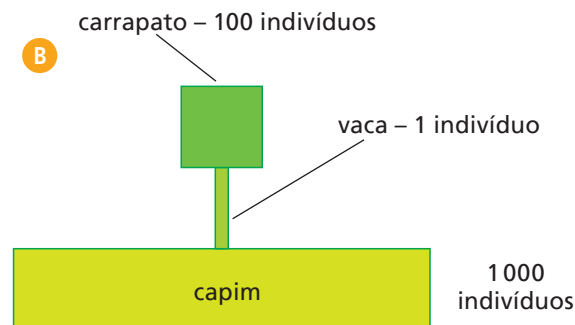 carrapato – 100 indivíduos
B
vaca – 1 indivíduo
capim
1 000
indivíduos